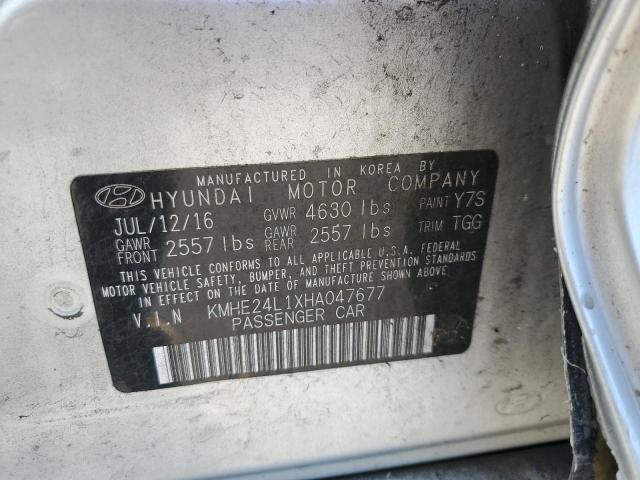 MANUFACTURED IN KOREA BY
HYUNDAI MOTOR COMPANY
JUL/12/16 GVWR 4630 lbs PAINT Y7S
GAWR FRONT 2557 lbs GAWR REAR 2557 lbs TRIM TGG
THIS VEHICLE CONFORMS TO ALL APPLICABLE U.S.A. FEDERAL
MOTOR VEHICLE SAFETY, BUMPER, AND THEFT PREVENTION STANDARDS
IN EFFECT ON THE DATE OF MANUFACTURE SHOWN ABOVE.
V.I.N KMHE24L1XHA047677
PASSENGER CAR